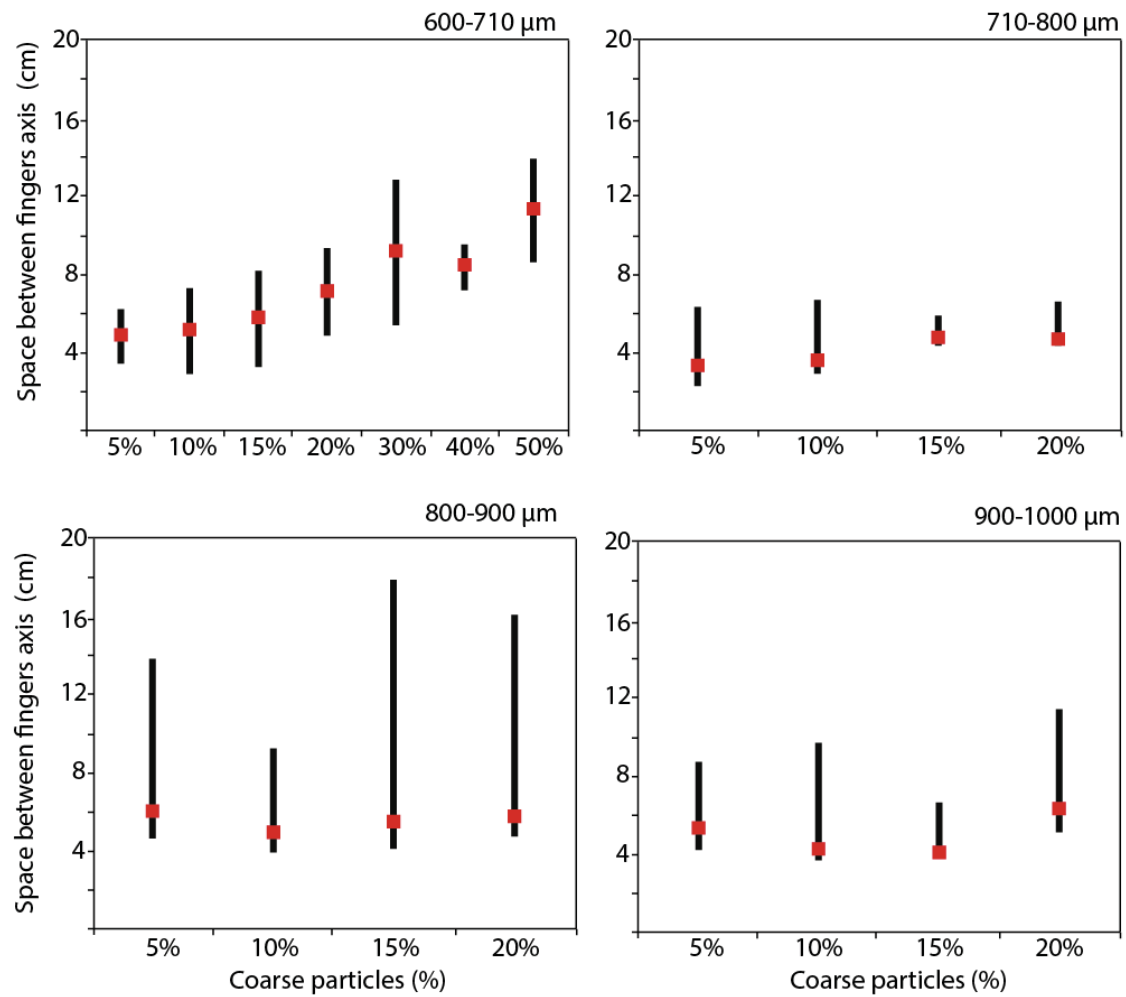 600-710 μm
Space between fingers axis (cm)
20
16
12
8
4
5% 10% 15% 20% 30% 40% 50%
710-800 μm
20
16
12
8
4
5% 10% 15% 20%
800-900 μm
Space between fingers axis (cm)
20
16
12
8
4
5% 10% 15% 20%
Coarse particles (%)
900-1000 μm
20
16
12
8
4
5% 10% 15% 20%
Coarse particles (%)